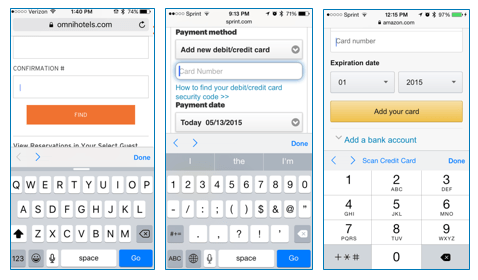 ●○○○○ Verizon 1:40 PM 74%
omnihotels.com
CONFIRMATION #
FIND
View Reservations in Your Select Guest
Done
Q W E R T Y U I O P
A S D F G H J K L
Z X C V B N M
123 space Go
●●○○○ Sprint 9:13 PM 71%
sprint.com
Payment method
Add new debit/credit card
Card Number
How to find your debit/credit card
security code >>
Payment date
Today 05/13/2015
Done
I the I'm
1 2 3 4 5 6 7 8 9 0
- / : ; ( ) $ & @ "
#+= . , ? ! '
ABC space Go
●●○○○ Sprint 12:15 PM 97%
amazon.com
Card number
Expiration date
01 2015
Add your card
Add a bank account
Scan Credit Card Done
1 2 3
ABC DEF
4 5 6
GHI JKL MNO
7 8 9
PQRS TUV WXYZ
+ * # 0